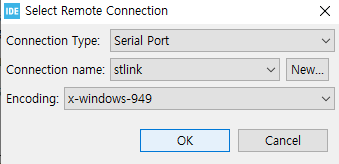 IDE Select Remote Connection
Connection Type: Serial Port
Connection name: stlink New...
Encoding: x-windows-949
OK Cancel